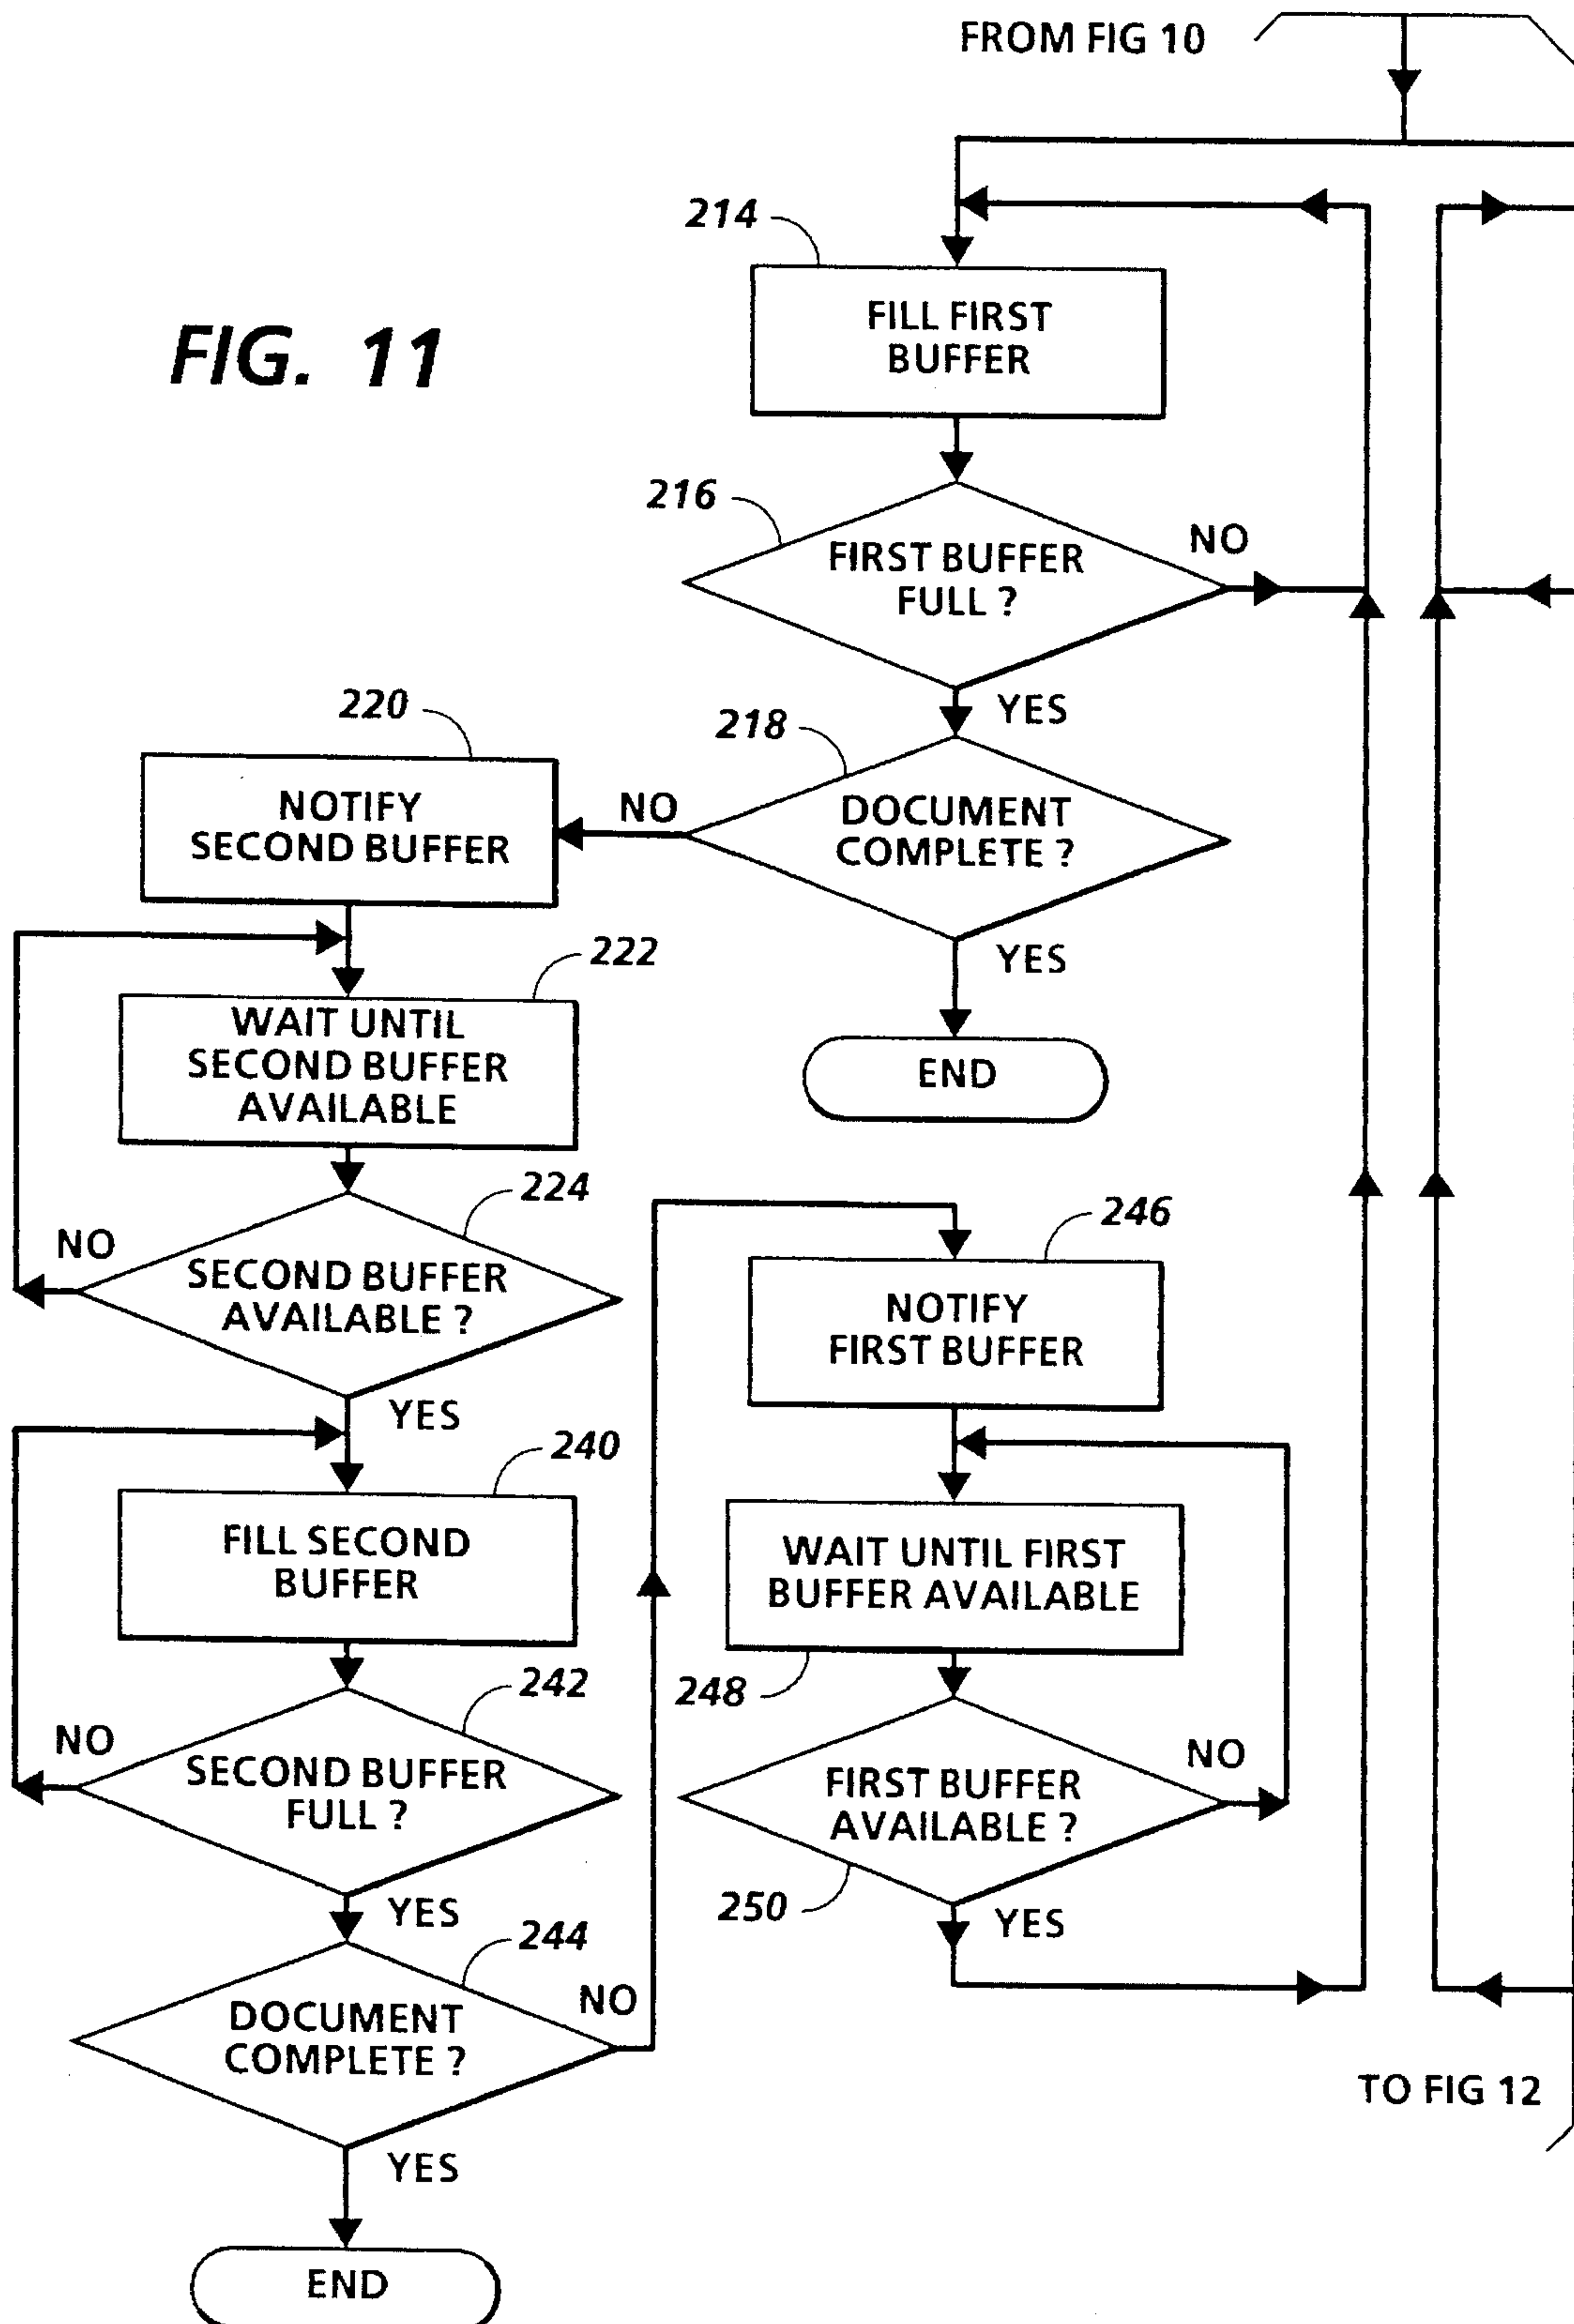 FROM FIG 10
FIG. 11
214
FILL FIRST
BUFFER
216
FIRST BUFFER
FULL ?
NO
YES
218
DOCUMENT
COMPLETE ?
NO
YES
END
220
NOTIFY
SECOND BUFFER
222
WAIT UNTIL
SECOND BUFFER
AVAILABLE
224
SECOND BUFFER
AVAILABLE ?
NO
YES
240
FILL SECOND
BUFFER
242
SECOND BUFFER
FULL ?
NO
YES
244
DOCUMENT
COMPLETE ?
NO
YES
END
246
NOTIFY
FIRST BUFFER
248
WAIT UNTIL FIRST
BUFFER AVAILABLE
250
FIRST BUFFER
AVAILABLE ?
NO
YES
TO FIG 12